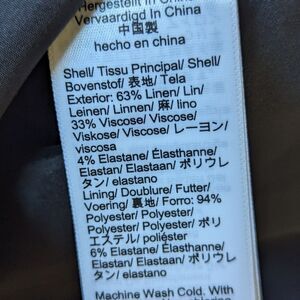 Hergestellt in China
Vervaardigd In China
中国製
hecho en china
Shell/ Tissu Principal/ Shell/
Bovenstof/ 表地/ Tela
Exterior: 63% Linen/ Lin/
Leinen/ Linnen/ 麻/ lino
33% Viscose/ Viscose/
Viskose/ Viscose/ レーヨン/
viscosa
4% Elastane/ Élasthanne/
Elastan/ Elastaan/ ポリウレ
タン/ elastano
Lining/ Doublure/ Futter/
Voering/ 裏地/ Forro: 94%
Polyester/ Polyester/
Polyester/ Polyester/ ポリ
エステル/ poliéster
6% Elastane/ Élasthanne/
Elastan/ Elastaan/ ポリウレ
タン/ elastano
Machine Wash Cold. With